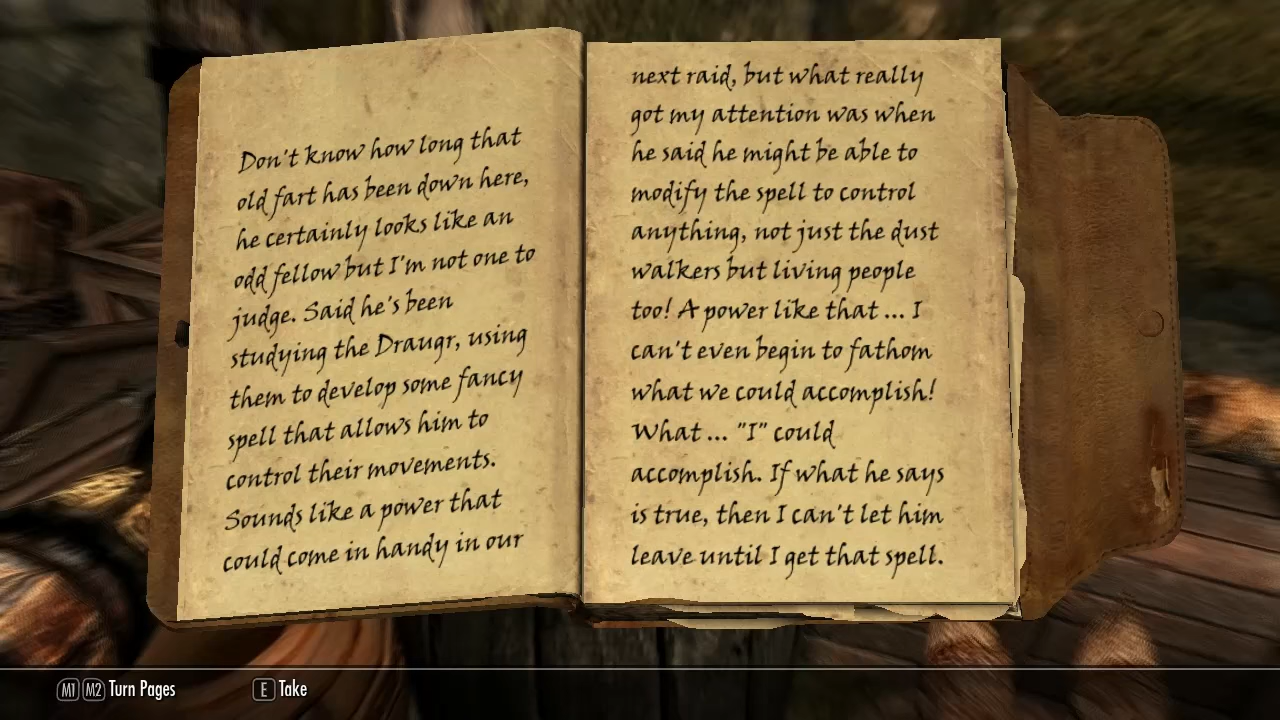 Don't know how long that
old fart has been down here,
he certainly looks like an
odd fellow but I'm not one to
judge. Said he's been
studying the Draugr, using
them to develop some fancy
spell that allows him to
control their movements.
Sounds like a power that
could come in handy in our
next raid, but what really
got my attention was when
he said he might be able to
modify the spell to control
anything, not just the dust
walkers but living people
too! A power like that ... I
can't even begin to fathom
what we could accomplish!
What ... "I" could
accomplish. If what he says
is true, then I can't let him
leave until I get that spell.
M1 M2 Turn Pages E Take